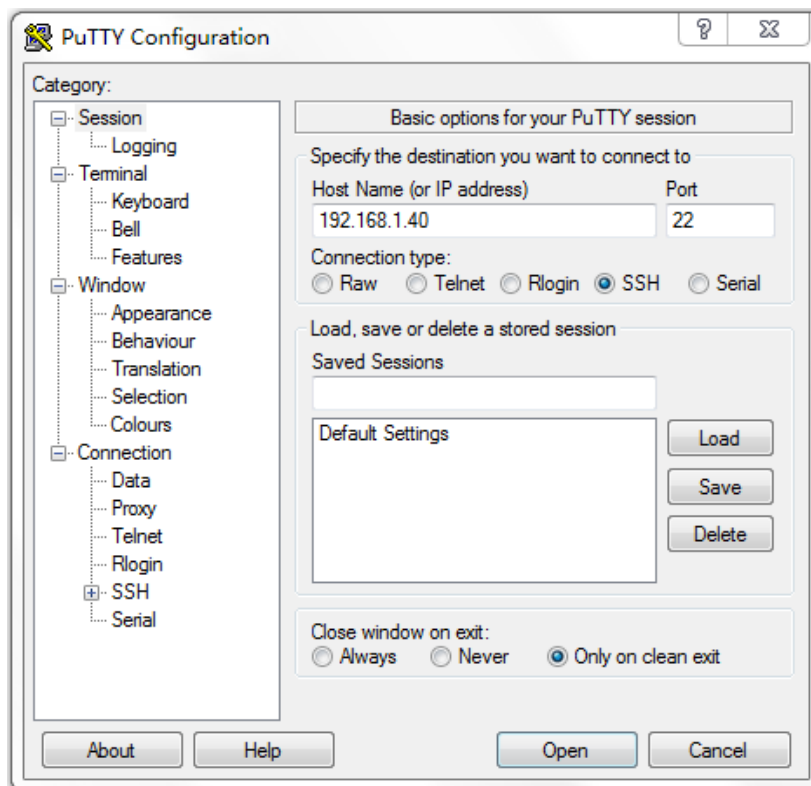 PuTTY Configuration
Category:
Session
Logging
Terminal
Keyboard
Bell
Features
Window
Appearance
Behaviour
Translation
Selection
Colours
Connection
Data
Proxy
Telnet
Rlogin
SSH
Serial
Basic options for your PuTTY session
Specify the destination you want to connect to
Host Name (or IP address) Port
192.168.1.40 22
Connection type:
Raw Telnet Rlogin SSH Serial
Load, save or delete a stored session
Saved Sessions
Default Settings
Load
Save
Delete
Close window on exit:
Always Never Only on clean exit
About Help Open Cancel